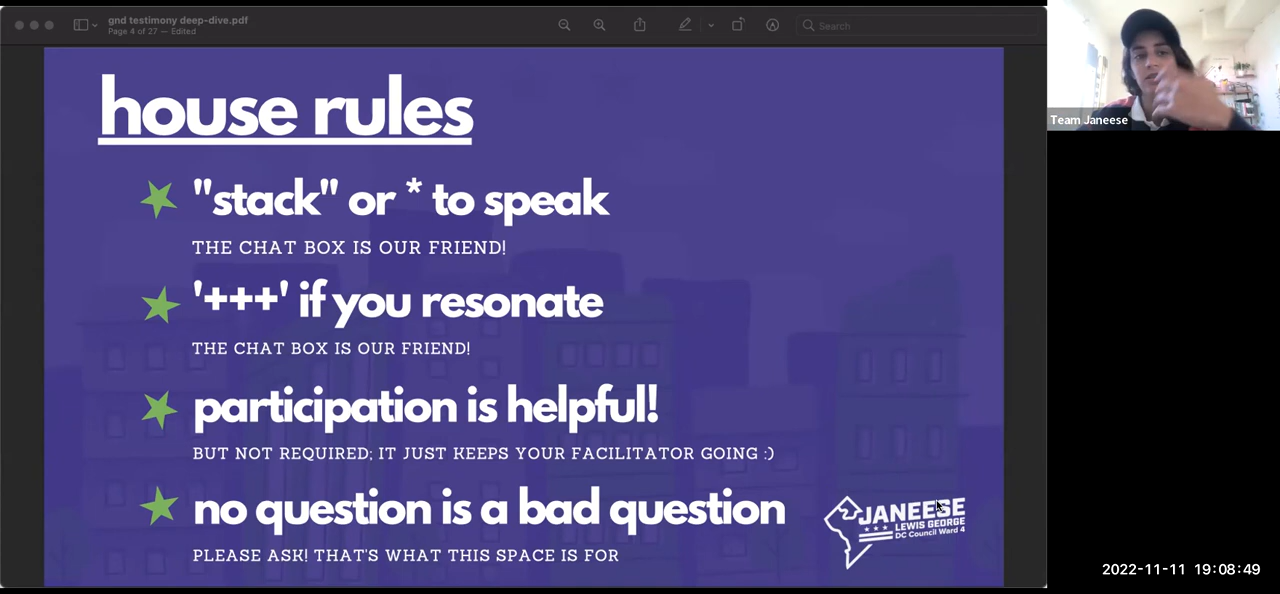 gnd testimony deep-dive.pdf
Page 4 of 27 — Edited
Search
house rules
"stack" or * to speak
THE CHAT BOX IS OUR FRIEND!
'+++' if you resonate
THE CHAT BOX IS OUR FRIEND!
participation is helpful!
BUT NOT REQUIRED; IT JUST KEEPS YOUR FACILITATOR GOING :)
no question is a bad question
PLEASE ASK! THAT'S WHAT THIS SPACE IS FOR
JANEESE
LEWIS GEORGE
DC Council Ward 4
Team Janeese
2022-11-11 19:08:49